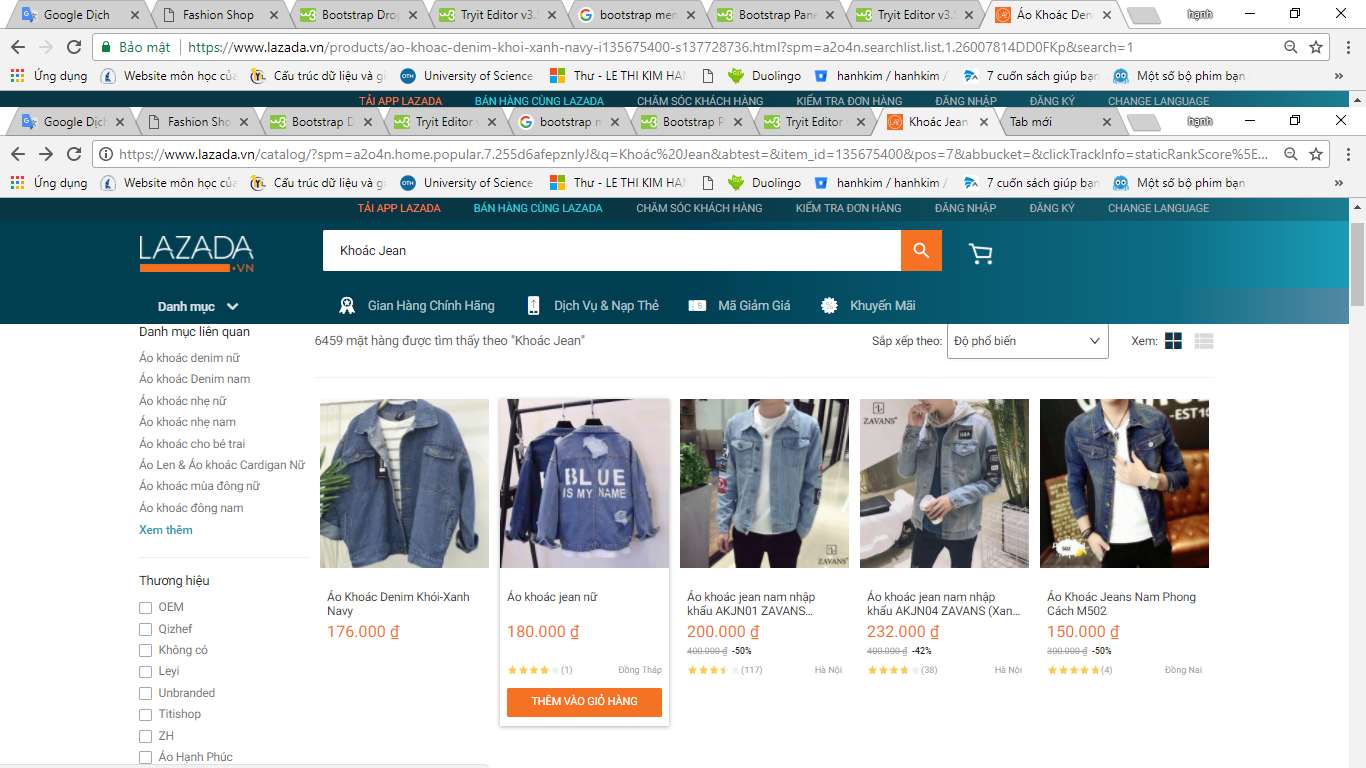 Google Dịch Fashion Shop Bootstrap Drop Tryit Editor v3. bootstrap men Bootstrap Pane Tryit Editor v3. Áo Khoác Den hạnh
Bảo mật https://www.lazada.vn/products/ao-khoac-denim-khoi-xanh-navy-i135675400-s137728736.html?spm=a2o4n.searchlist.list.1.26007814DD0FKp&search=1
Ứng dụng Website môn học củ Cấu trúc dữ liệu và gi University of Science Thư - LE THI KIM HAN Duolingo hanhkim / hanhkim / 7 cuốn sách giúp bạn Một số bộ phim bạn »
TẢI APP LAZADA BÁN HÀNG CÙNG LAZADA CHĂM SÓC KHÁCH HÀNG KIỂM TRA ĐƠN HÀNG ĐĂNG NHẬP ĐĂNG KÝ CHANGE LANGUAGE
Google Dịch Fashion Sho Bootstrap D Tryit Editor v bootstrap n Bootstrap P Tryit Editor Khoác Jean Tab mới hạnh
https://www.lazada.vn/catalog/?spm=a2o4n.home.popular.7.255d6afepznlyJ&q=Khoác%20Jean&abtest=&item_id=135675400&pos=7&abbucket=&clickTrackInfo=staticRankScore%5E...
Ứng dụng Website môn học củ Cấu trúc dữ liệu và gi University of Science Thư - LE THI KIM HAN Duolingo hanhkim / hanhkim / 7 cuốn sách giúp bạn Một số bộ phim bạn »
TẢI APP LAZADA BÁN HÀNG CÙNG LAZADA CHĂM SÓC KHÁCH HÀNG KIỂM TRA ĐƠN HÀNG ĐĂNG NHẬP ĐĂNG KÝ CHANGE LANGUAGE
LAZADA .VN
Khoác Jean
Danh mục Gian Hàng Chính Hãng Dịch Vụ & Nạp Thẻ Mã Giảm Giá Khuyến Mãi
Danh mục liên quan
Áo khoác denim nữ
Áo khoác Denim nam
Áo khoác nhẹ nữ
Áo khoác nhẹ nam
Áo khoác cho bé trai
Áo Len & Áo khoác Cardigan Nữ
Áo khoác mùa đông nữ
Áo khoác đông nam
Xem thêm
Thương hiệu
OEM
Qizhef
Không có
Leyi
Unbranded
Titishop
ZH
Áo Hạnh Phúc
6459 mặt hàng được tìm thấy theo "Khoác Jean"
Sắp xếp theo: Độ phổ biến Xem:
Áo Khoác Denim Khói-Xanh
Navy
176.000 ₫
BLUE
IS MY NAME
Áo khoác jean nữ
180.000 ₫
(1) Đồng Tháp
THÊM VÀO GIỎ HÀNG
ZAVANS
Áo khoác jean nam nhập
khẩu AKJN01 ZAVANS...
200.000 ₫
400.000 ₫ -50%
(117) Hà Nội
ZAVANS
Áo khoác jean nam nhập
khẩu AKJN04 ZAVANS (Xan...
232.000 ₫
400.000 ₫ -42%
(38) Hà Nội
-EST10
502
Áo Khoác Jeans Nam Phong
Cách M502
150.000 ₫
300.000 ₫ -50%
(4) Đồng Nai